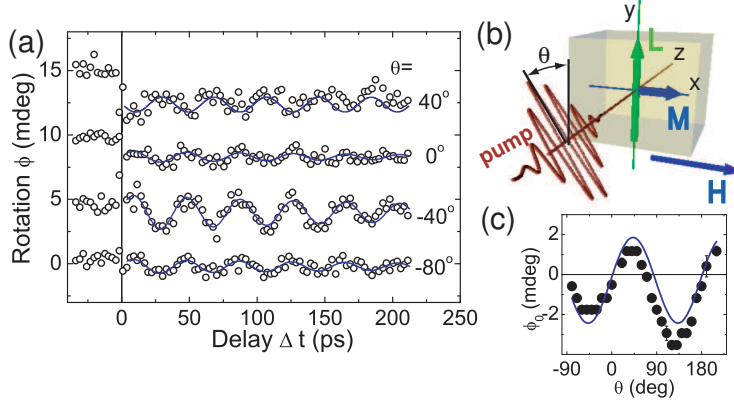 (a)
Rotation ϕ (mdeg)
15
10
5
0
θ=
40°
0°
-40°
-80°
0 50 100 150 200 250
Delay Δ t (ps)
(b)
y
L
θ
z
x
M
pump
H
(c)
ϕ₀ (mdeg)
2
0
-2
-90 0 90 180
θ (deg)